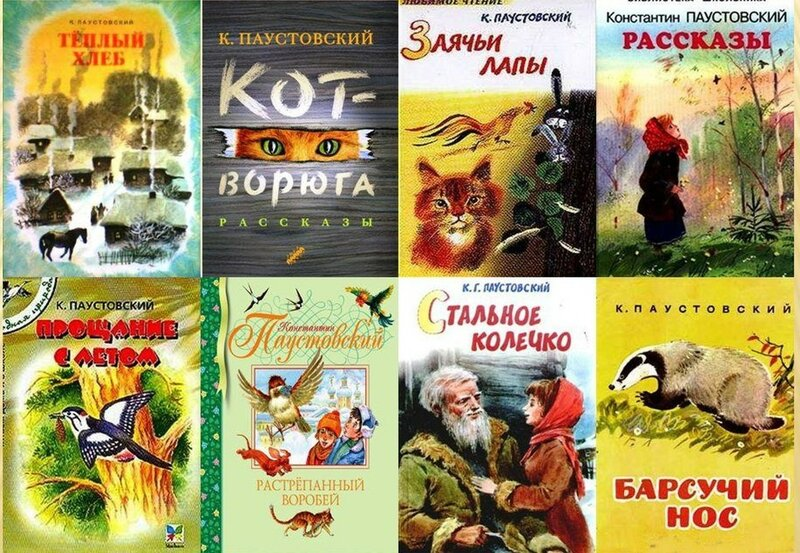 К. ПАУСТОВСКИЙ
ТЁПЛЫЙ
ХЛЕБ
К. ПАУСТОВСКИЙ
КОТ-
ВОРЮГА
РАССКАЗЫ
ЛЮБИМОЕ ЧТЕНИЕ
К. ПАУСТОВСКИЙ
ЗАЯЧЬИ
ЛАПЫ
Константин ПАУСТОВСКИЙ
РАССКАЗЫ
К. ПАУСТОВСКИЙ
ПРОЩАНИЕ
С ЛЕТОМ
Константин
Паустовский
РАСТРЁПАННЫЙ
ВОРОБЕЙ
К. Г. ПАУСТОВСКИЙ
СТАЛЬНОЕ
КОЛЕЧКО
К. ПАУСТОВСКИЙ
БАРСУЧИЙ
НОС